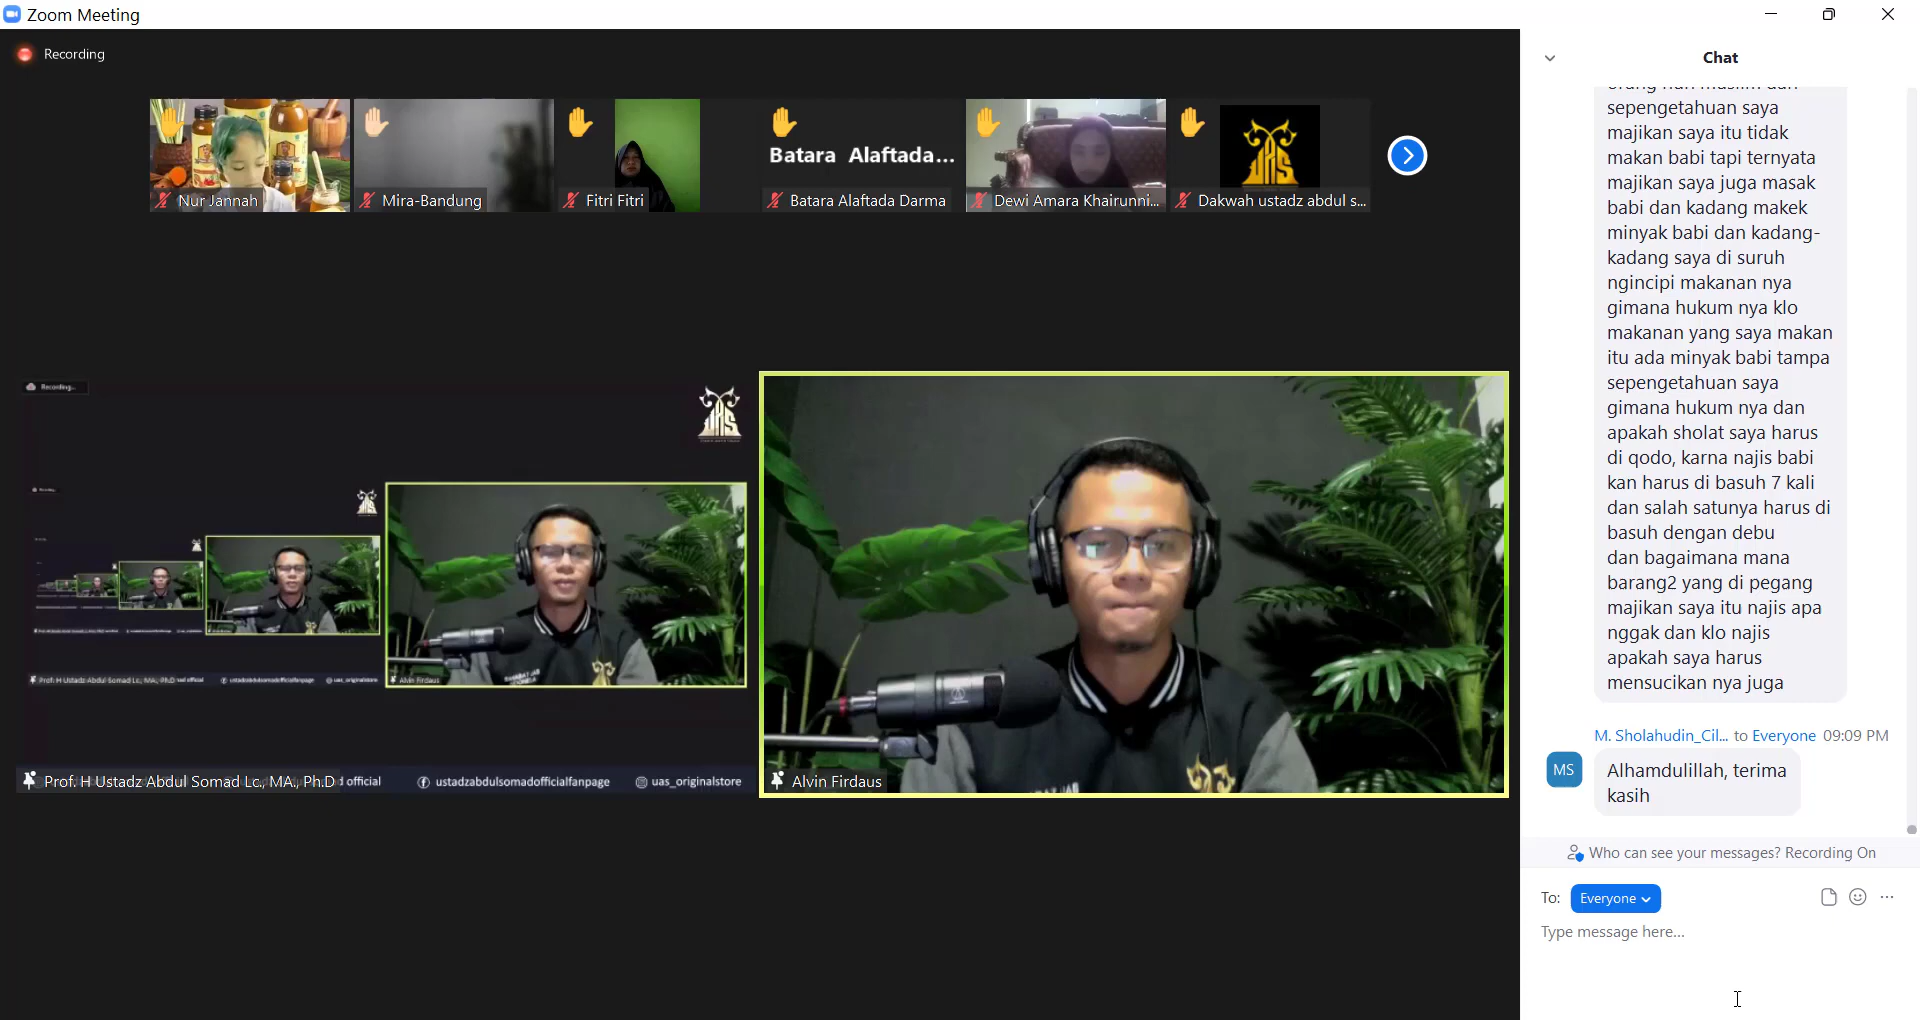 Zoom Meeting
Recording
Batara Alaftada...
Nur Jannah
Mira-Bandung
Fitri Fitri
Batara Alaftada Darma
Dewi Amara Khairunni...
Dakwah ustadz abdul s...
UAS
Recording...
UAS
Alvin Firdaus
Prof. H Ustadz Abdul Somad Lc., MA., Ph.D
d official
ustadzabdulsomadofficialfanpage
uas_originalstore
Alvin Firdaus
Chat
sepengetahuan saya
majikan saya itu tidak
makan babi tapi ternyata
majikan saya juga masak
babi dan kadang makek
minyak babi dan kadang-
kadang saya di suruh
ngincipi makanan nya
gimana hukum nya klo
makanan yang saya makan
itu ada minyak babi tampa
sepengetahuan saya
gimana hukum nya dan
apakah sholat saya harus
di qodo, karna najis babi
kan harus di basuh 7 kali
dan salah satunya harus di
basuh dengan debu
dan bagaimana mana
barang2 yang di pegang
majikan saya itu najis apa
nggak dan klo najis
apakah saya harus
mensucikan nya juga
M. Sholahudin_Cil... to Everyone 09:09 PM
MS
Alhamdulillah, terima
kasih
Who can see your messages? Recording On
To: Everyone
Type message here...